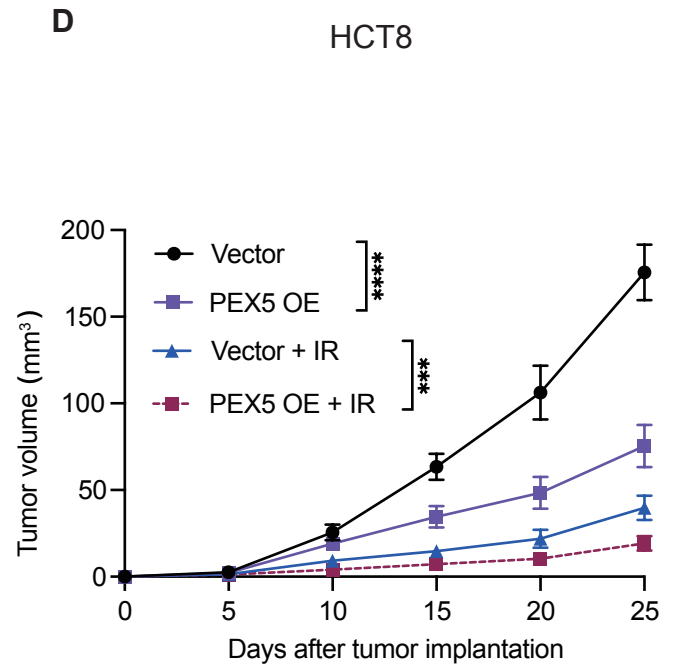 D
HCT8
Tumor volume (mm³)
200
150
100
50
0
Vector
PEX5 OE
****
Vector + IR
PEX5 OE + IR
***
0 5 10 15 20 25
Days after tumor implantation